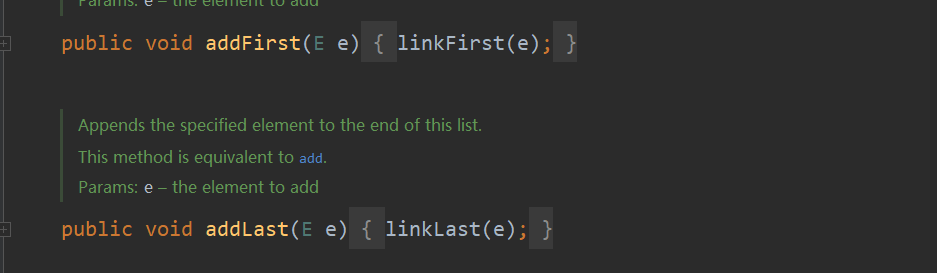 Params: e – the element to add
public void addFirst(E e) { linkFirst(e); }
Appends the specified element to the end of this list.
This method is equivalent to add.
Params: e – the element to add
public void addLast(E e) { linkLast(e); }